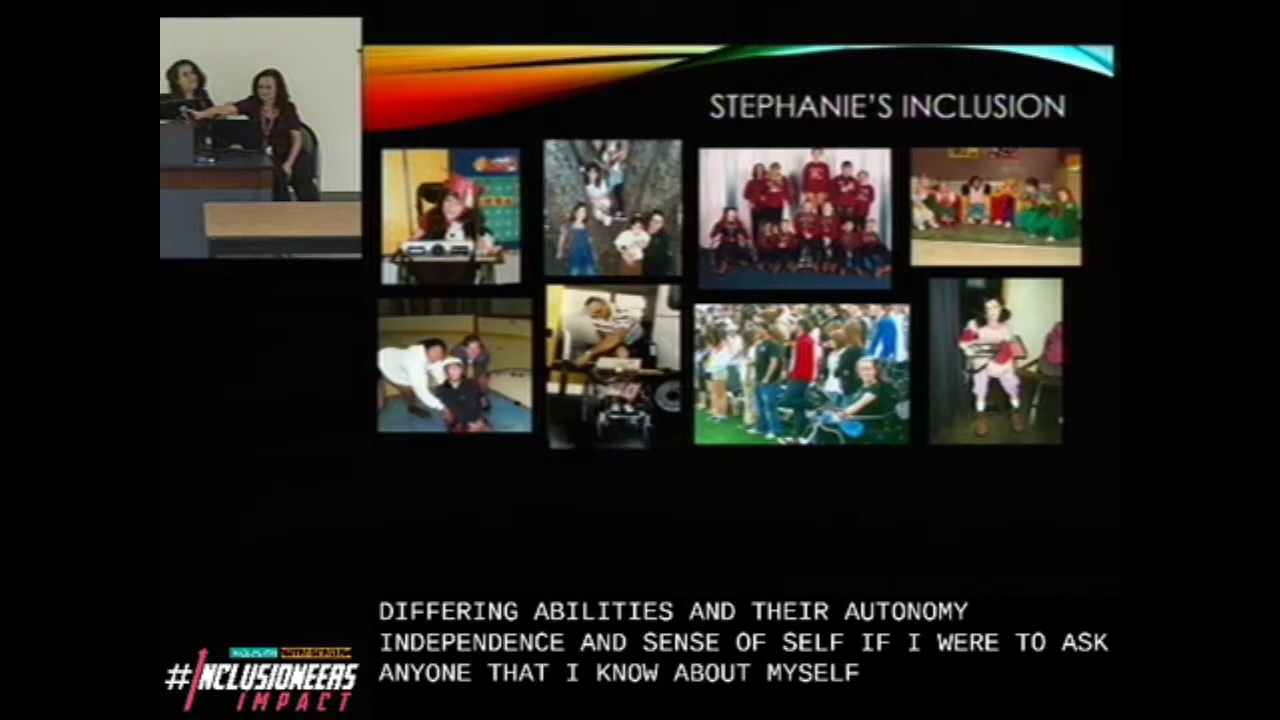 STEPHANIE'S INCLUSION
DIFFERING ABILITIES AND THEIR AUTONOMY
INDEPENDENCE AND SENSE OF SELF IF I WERE TO ASK
ANYONE THAT I KNOW ABOUT MYSELF
#INCLUSIONEERS
IMPACT